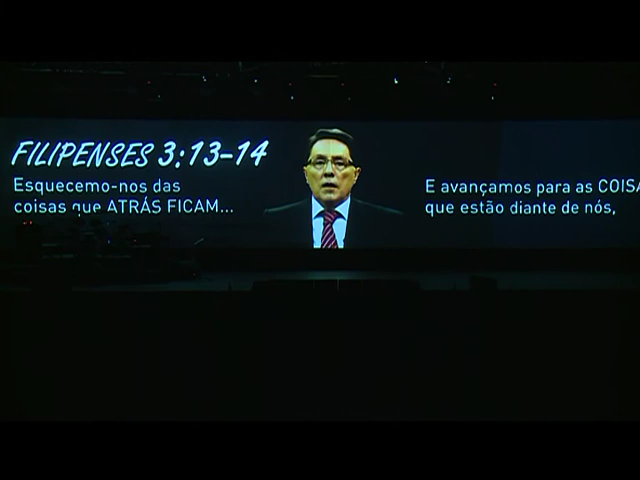 FILIPENSES 3:13-14
Esquecemo-nos das
coisas que ATRÁS FICAM...
E avançamos para as
que estão diante de nós,